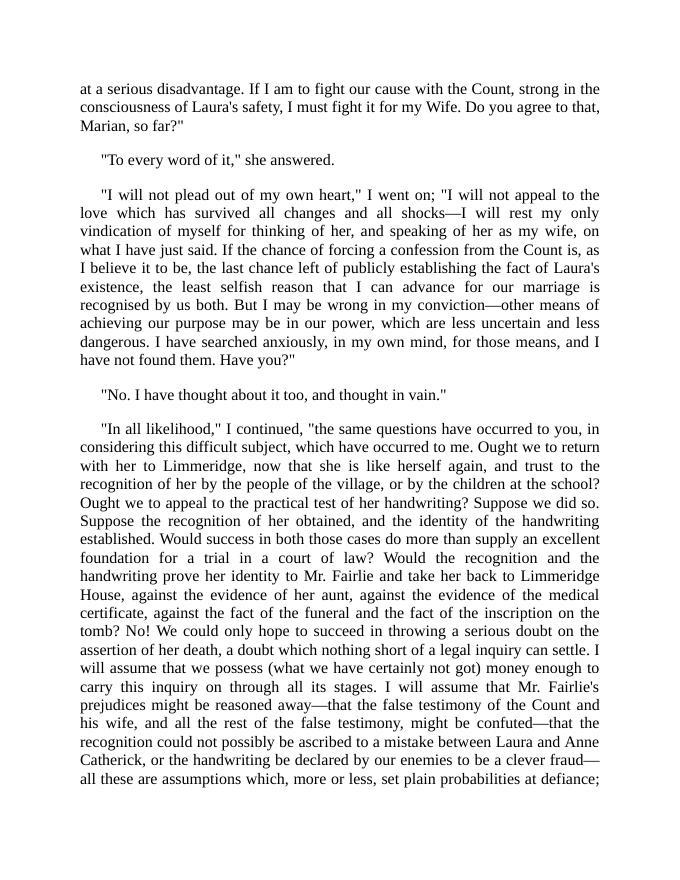 at a serious disadvantage. If I am to fight our cause with the Count, strong in the
consciousness of Laura's safety, I must fight it for my Wife. Do you agree to that,
Marian, so far?"
"To every word of it," she answered.
"I will not plead out of my own heart," I went on; "I will not appeal to the
love which has survived all changes and all shocks—I will rest my only
vindication of myself for thinking of her, and speaking of her as my wife, on
what I have just said. If the chance of forcing a confession from the Count is, as
I believe it to be, the last chance left of publicly establishing the fact of Laura's
existence, the least selfish reason that I can advance for our marriage is
recognised by us both. But I may be wrong in my conviction—other means of
achieving our purpose may be in our power, which are less uncertain and less
dangerous. I have searched anxiously, in my own mind, for those means, and I
have not found them. Have you?"
"No. I have thought about it too, and thought in vain."
"In all likelihood," I continued, "the same questions have occurred to you, in
considering this difficult subject, which have occurred to me. Ought we to return
with her to Limmeridge, now that she is like herself again, and trust to the
recognition of her by the people of the village, or by the children at the school?
Ought we to appeal to the practical test of her handwriting? Suppose we did so.
Suppose the recognition of her obtained, and the identity of the handwriting
established. Would success in both those cases do more than supply an excellent
foundation for a trial in a court of law? Would the recognition and the
handwriting prove her identity to Mr. Fairlie and take her back to Limmeridge
House, against the evidence of her aunt, against the evidence of the medical
certificate, against the fact of the funeral and the fact of the inscription on the
tomb? No! We could only hope to succeed in throwing a serious doubt on the
assertion of her death, a doubt which nothing short of a legal inquiry can settle. I
will assume that we possess (what we have certainly not got) money enough to
carry this inquiry on through all its stages. I will assume that Mr. Fairlie's
prejudices might be reasoned away—that the false testimony of the Count and
his wife, and all the rest of the false testimony, might be confuted—that the
recognition could not possibly be ascribed to a mistake between Laura and Anne
Catherick, or the handwriting be declared by our enemies to be a clever fraud—
all these are assumptions which, more or less, set plain probabilities at defiance;